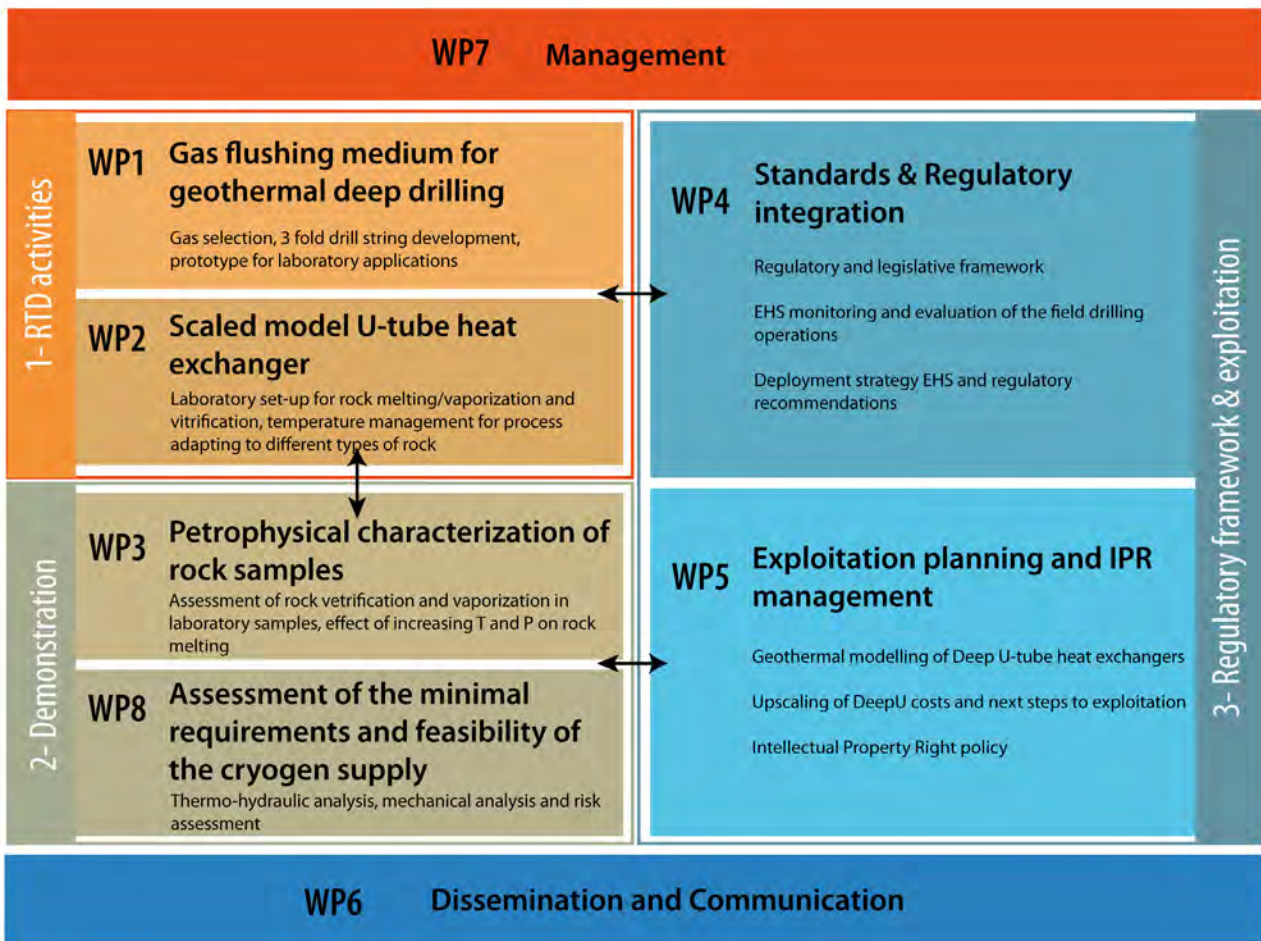 WP7 Management
1- RTD activities
WP1
Gas flushing medium for
geothermal deep drilling
Gas selection, 3 fold drill string development,
prototype for laboratory applications
WP2
Scaled model U-tube heat
exchanger
Laboratory set-up for rock melting/vaporization and
vitrification, temperature management for process
adapting to different types of rock
2- Demonstration
WP3
Petrophysical characterization of
rock samples
Assessment of rock vetrification and vaporization in
laboratory samples, effect of increasing T and P on rock
melting
WP8
Assessment of the minimal
requirements and feasibility of
the cryogen supply
Thermo-hydraulic analysis, mechanical analysis and risk
assessment
3- Regulatory framework & exploitation
WP4
Standards & Regulatory
integration
Regulatory and legislative framework
EHS monitoring and evaluation of the field drilling
operations
Deployment strategy EHS and regulatory
recommendations
WP5
Exploitation planning and IPR
management
Geothermal modelling of Deep U-tube heat exchangers
Upscaling of DeepU costs and next steps to exploitation
Intellectual Property Right policy
WP6 Dissemination and Communication